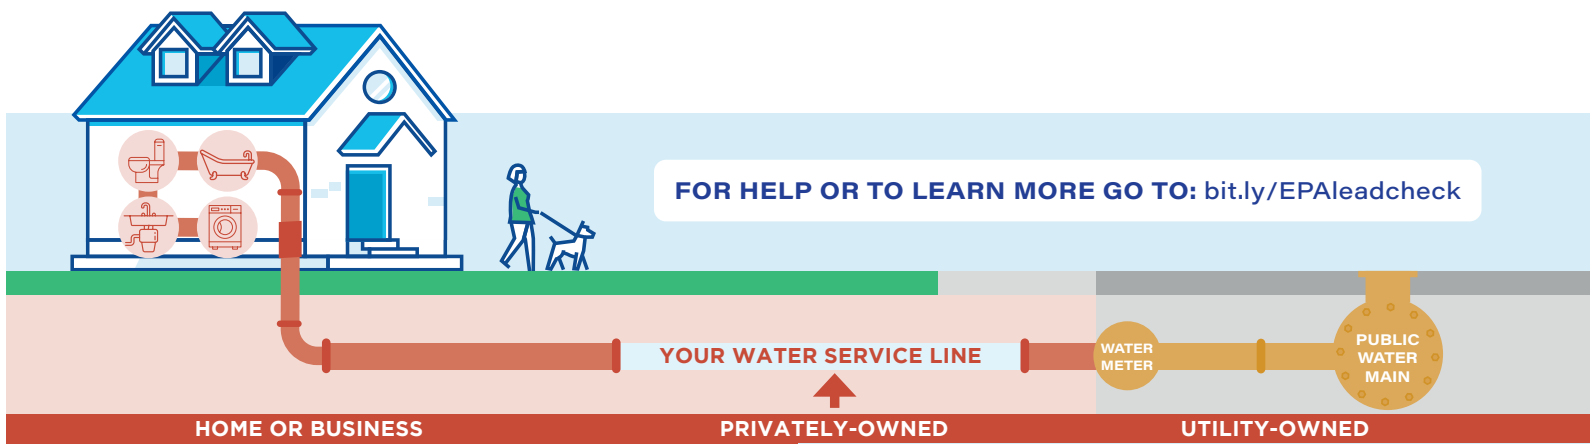 FOR HELP OR TO LEARN MORE GO TO: bit.ly/EPAleadcheck
YOUR WATER SERVICE LINE
WATER
METER
PUBLIC
WATER
MAIN
HOME OR BUSINESS
PRIVATELY-OWNED
UTILITY-OWNED